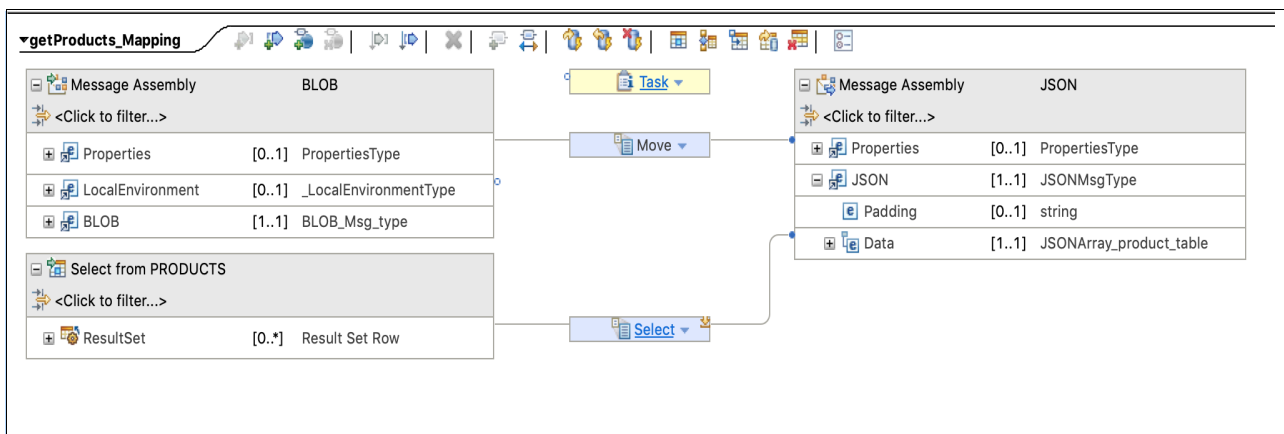 getProducts_Mapping
Message Assembly BLOB
<Click to filter...>
Properties [0..1] PropertiesType
LocalEnvironment [0..1] _LocalEnvironmentType
BLOB [1..1] BLOB_Msg_type
Select from PRODUCTS
<Click to filter...>
ResultSet [0..*] Result Set Row
Task
Move
Select
Message Assembly JSON
<Click to filter...>
Properties [0..1] PropertiesType
JSON [1..1] JSONMsgType
Padding [0..1] string
Data [1..1] JSONArray_product_table